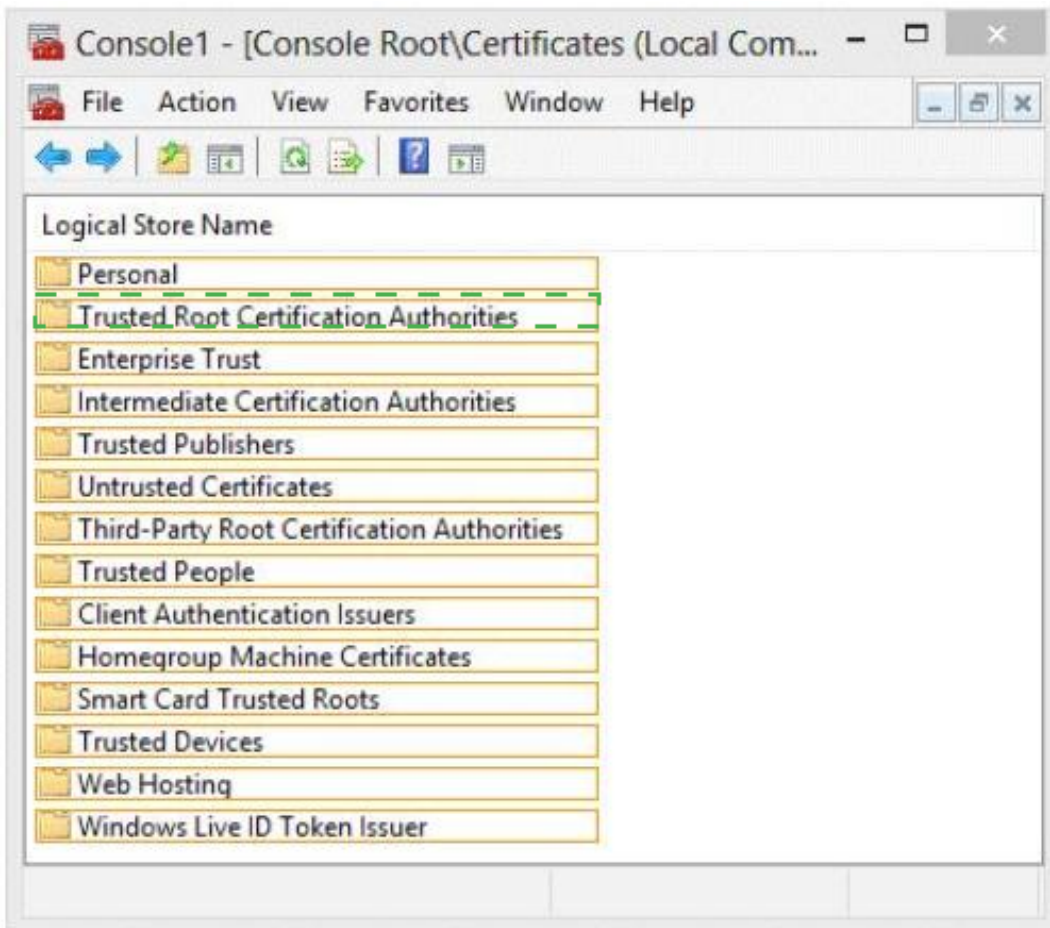 Console1 - [Console Root\Certificates (Local Com...
File Action View Favorites Window Help
Logical Store Name
Personal
Trusted Root Certification Authorities
Enterprise Trust
Intermediate Certification Authorities
Trusted Publishers
Untrusted Certificates
Third-Party Root Certification Authorities
Trusted People
Client Authentication Issuers
Homegroup Machine Certificates
Smart Card Trusted Roots
Trusted Devices
Web Hosting
Windows Live ID Token Issuer